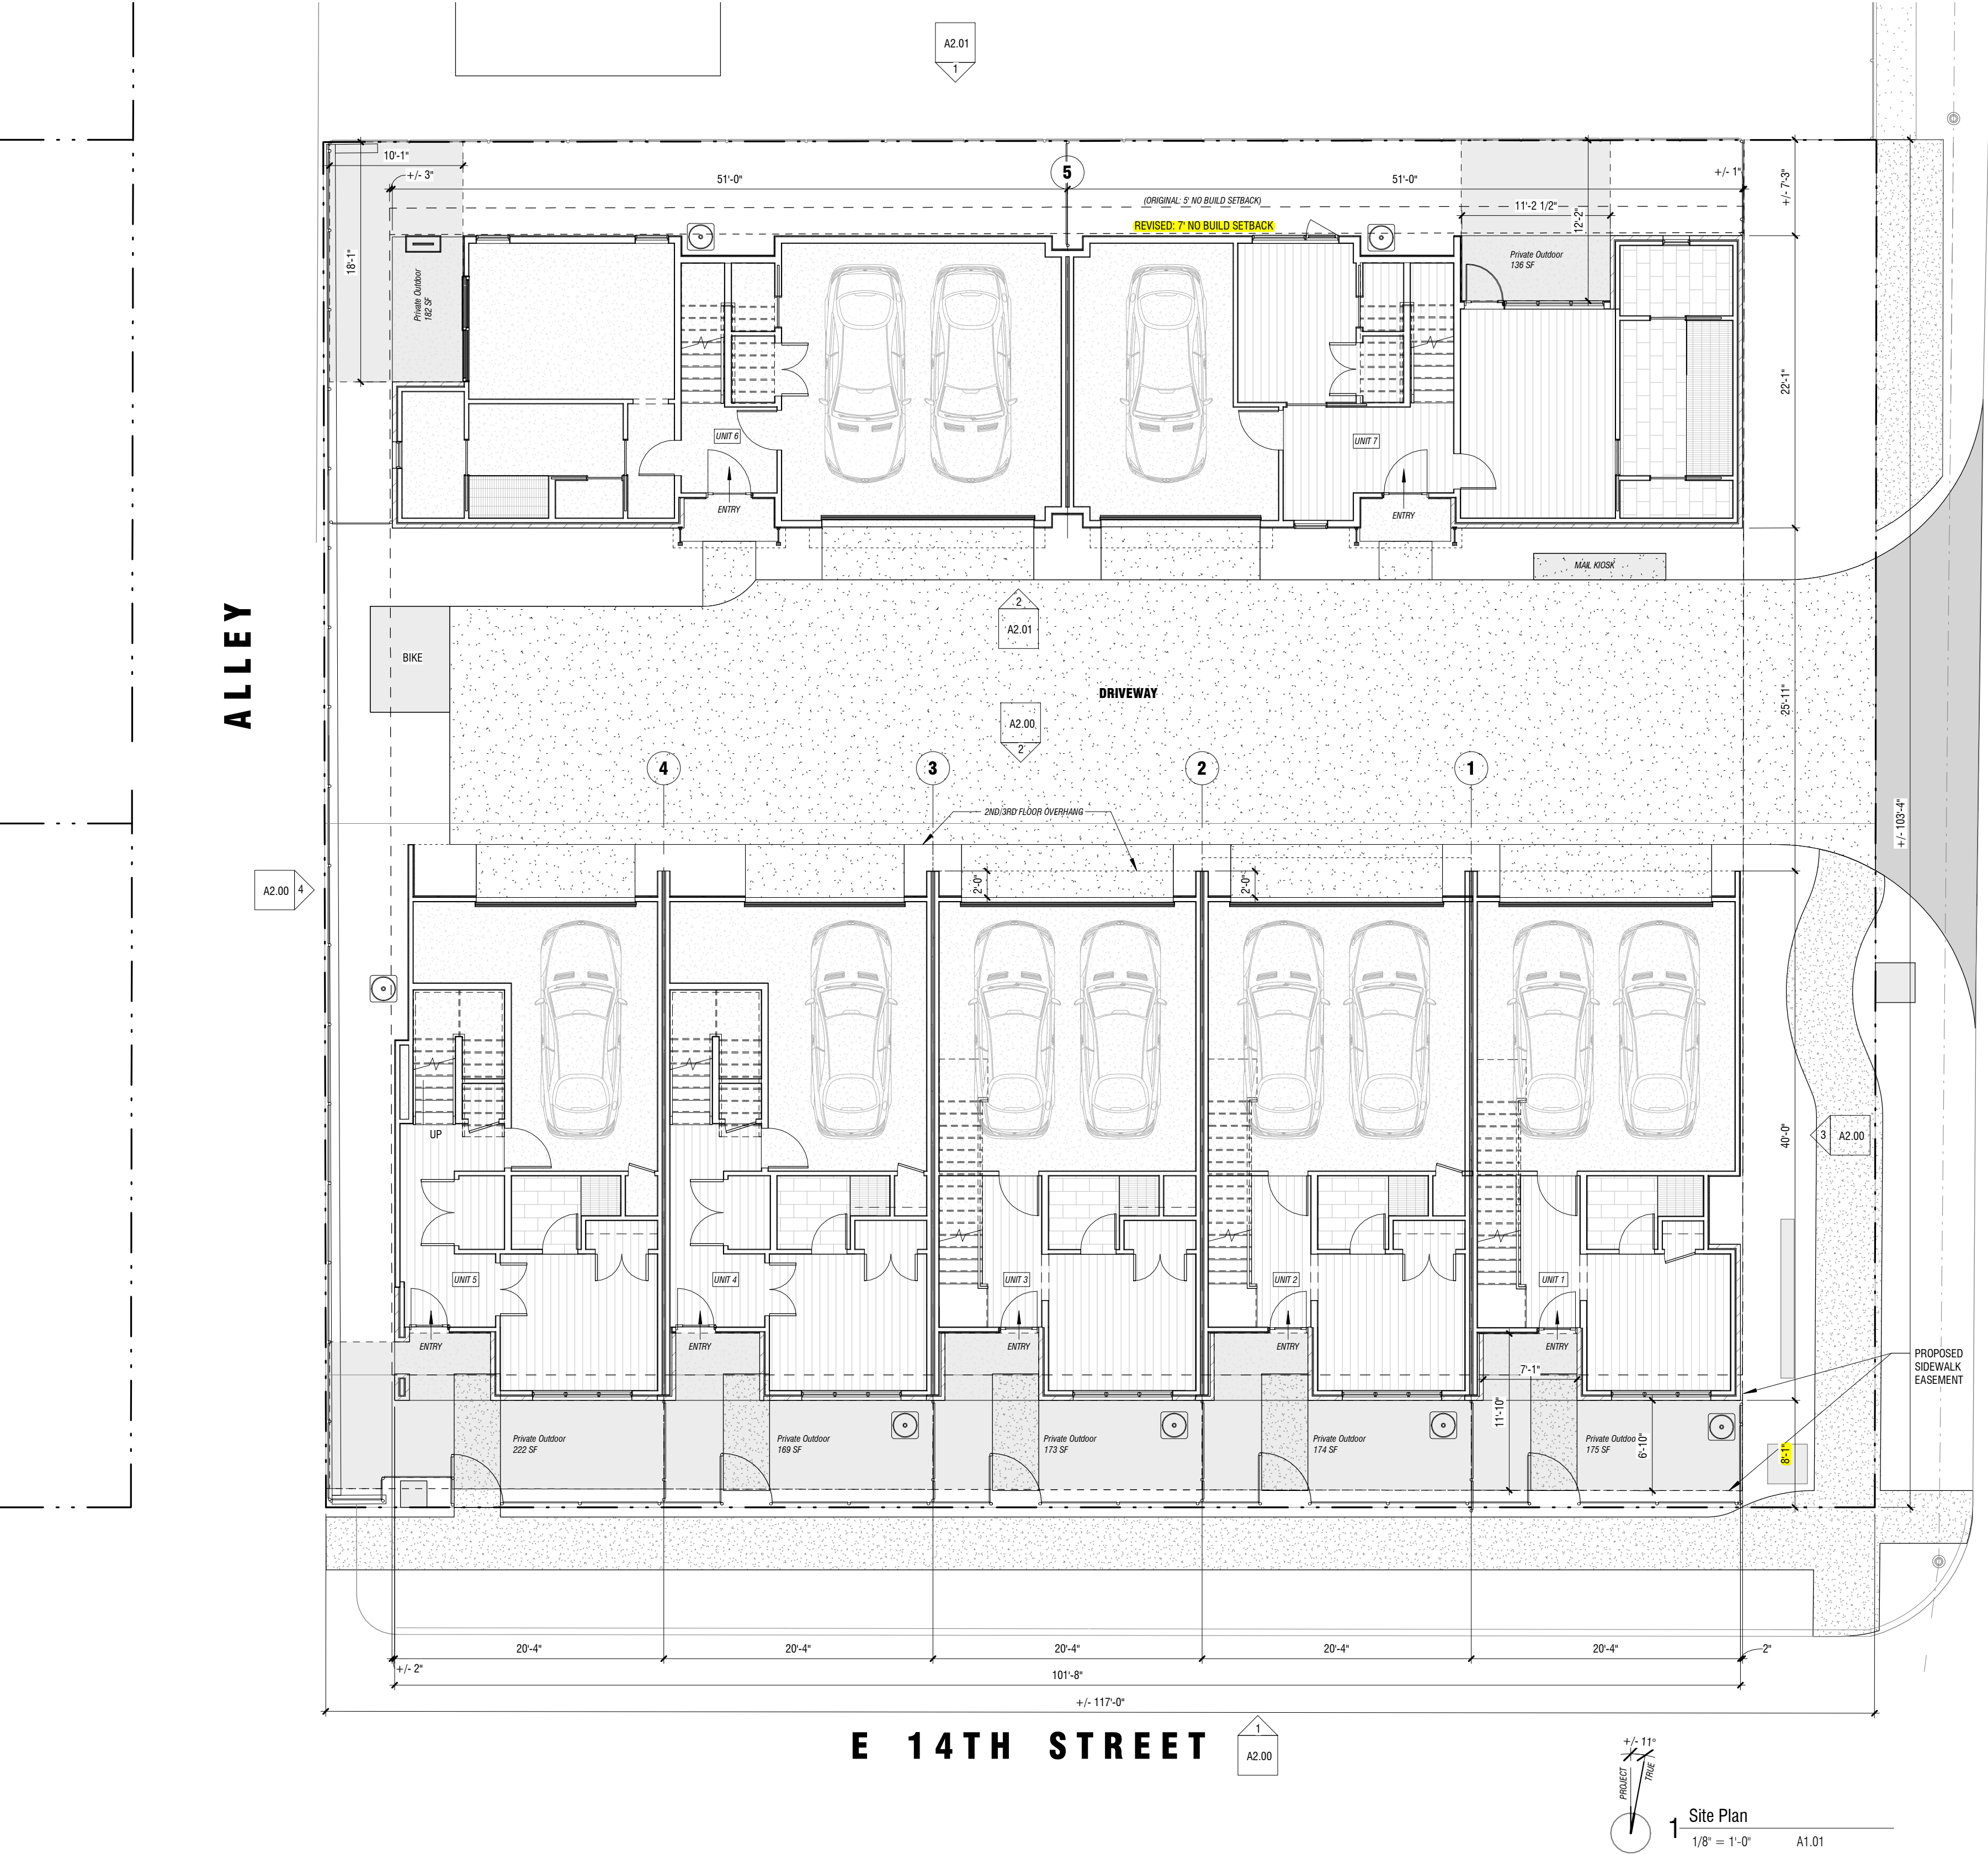 A2.01
1
10'-1"
+/- 3"
51'-0"
5
51'-0"
+/- 1"
+/- 7'-3"
(ORIGINAL: 5' NO BUILD SETBACK)
REVISED: 7' NO BUILD SETBACK
11'-2 1/2"
12'-2"
18'-1"
Private Outdoor
182 SF
Private Outdoor
136 SF
22'-1"
UNIT 6
UNIT 7
ENTRY
ENTRY
MAIL KIOSK
2
A2.01
ALLEY
BIKE
DRIVEWAY
25'-11"
A2.00
2
4
3
2
1
2ND/3RD FLOOR OVERHANG
+/- 103'-4"
A2.00
4
2'-0"
2'-0"
UP
40'-0"
3
A2.00
UNIT 5
UNIT 4
UNIT 3
UNIT 2
UNIT 1
ENTRY
ENTRY
ENTRY
ENTRY
ENTRY
7'-1"
PROPOSED
SIDEWALK
EASEMENT
11'-10"
6'-10"
8'-1"
Private Outdoor
222 SF
Private Outdoor
169 SF
Private Outdoor
173 SF
Private Outdoor
174 SF
Private Outdoor
175 SF
20'-4"
20'-4"
20'-4"
20'-4"
20'-4"
2"
+/- 2"
101'-8"
+/- 117'-0"
E 14TH STREET
1
A2.00
+/- 11°
PROJECT
TRUE
1
Site Plan
1/8" = 1'-0"
A1.01